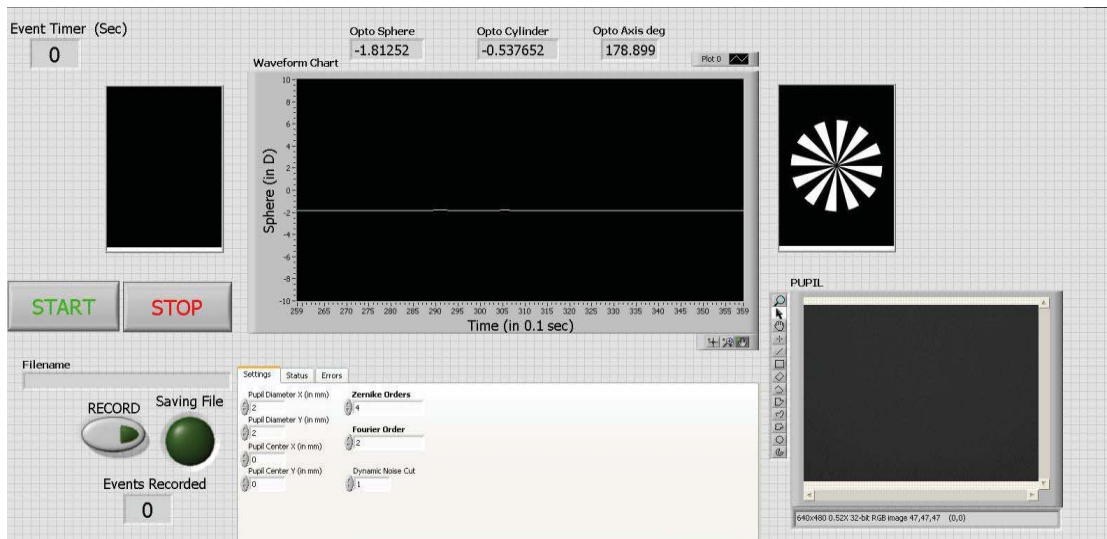 Event Timer (Sec)
0
Opto Sphere
-1.81252
Opto Cylinder
-0.537652
Opto Axis deg
178.899
Waveform Chart
Plot 0
10
8
6
4
2
0
-2
-4
-6
-8
-10
Sphere (in D)
259 265 270 275 280 285 290 295 300 305 310 315 320 325 330 335 340 345 350 355 359
Time (in 0.1 sec)
START
STOP
PUPIL
Filename
RECORD
Saving File
Events Recorded
0
Settings Status Errors
Pupil Diameter X (in mm)
2
Pupil Diameter Y (in mm)
2
Pupil Center X (in mm)
0
Pupil Center Y (in mm)
0
Zernike Orders
4
Fourier Order
2
Dynamic Noise Cut
1
640x480 0.52X 32-bit RGB image 47,47,47 (0,0)